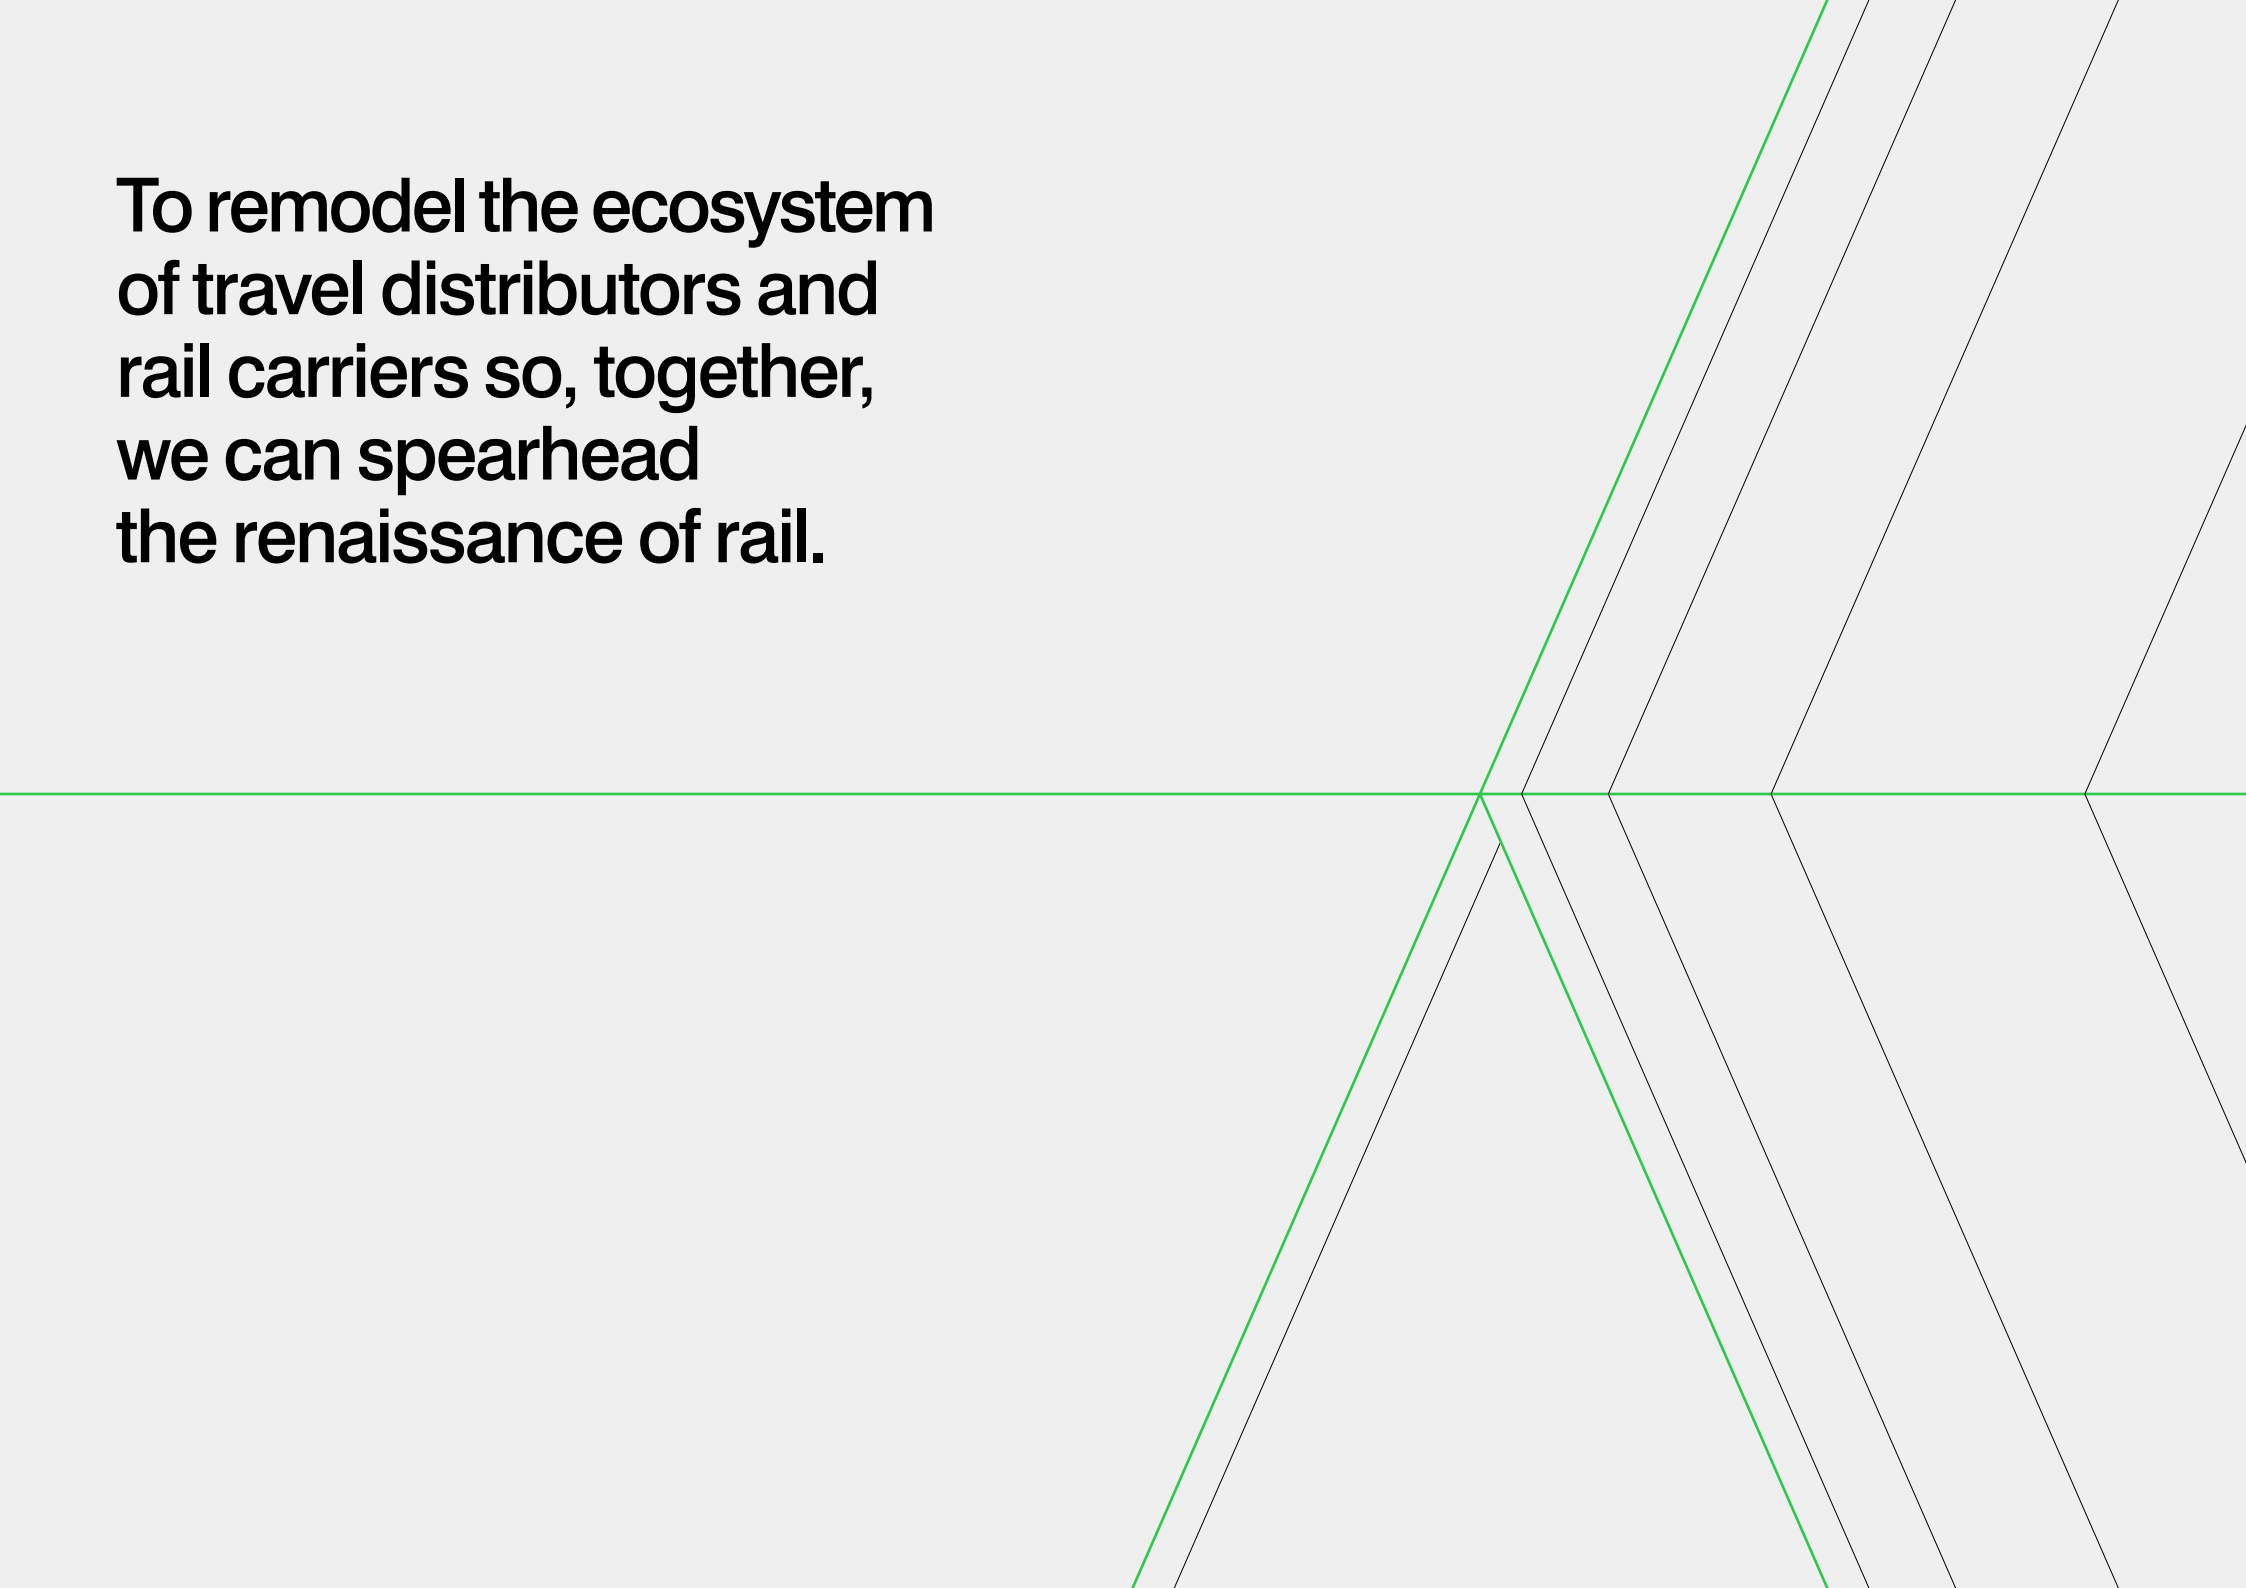 To remodel the ecosystem
of travel distributors and
rail carriers so, together,
we can spearhead
the renaissance of rail.